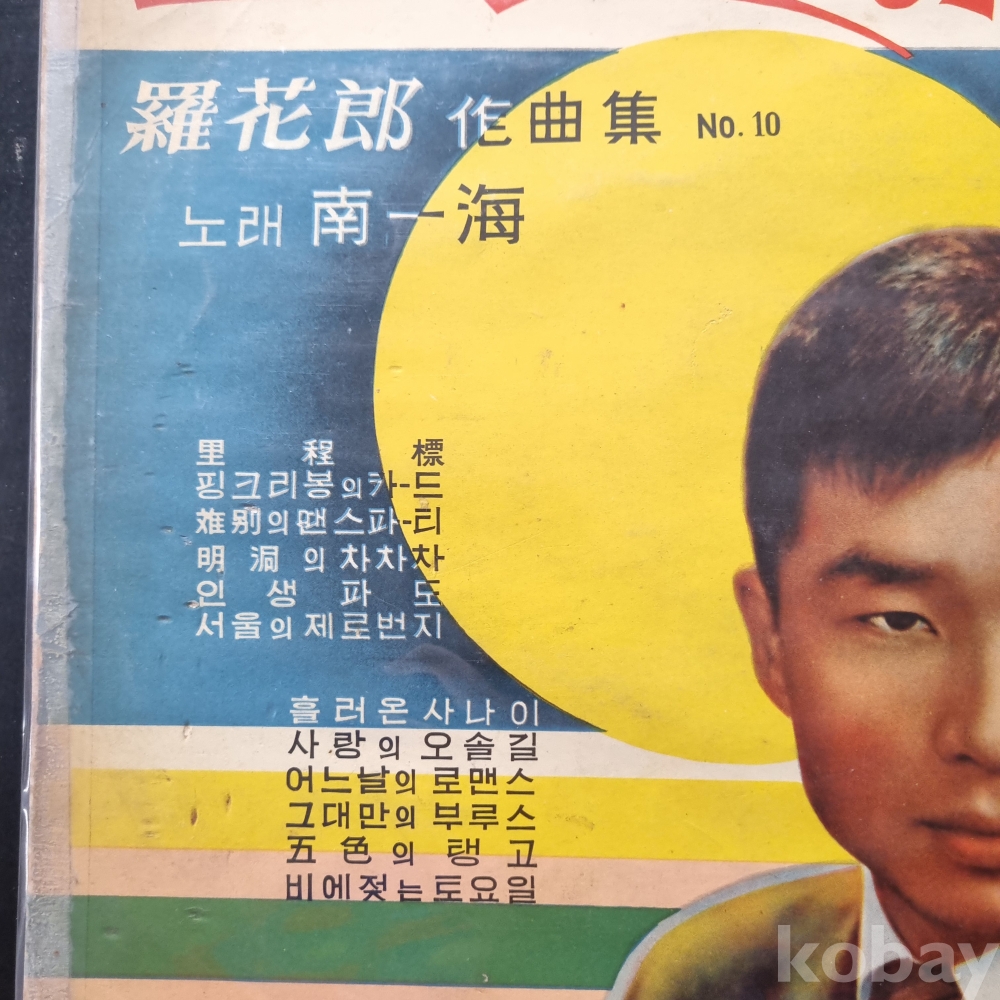 羅花郎 作曲集 No. 10
노래 南一海
里程標
핑크리봉의카-드
離別의땐스파-티
明洞의 차차차
인생파도
서울의 제로번지
흘러온사나이
사랑의 오솔길
어느날의 로맨스
그대만의 부루스
五色의 탱고
비에젖는토요일
kobay